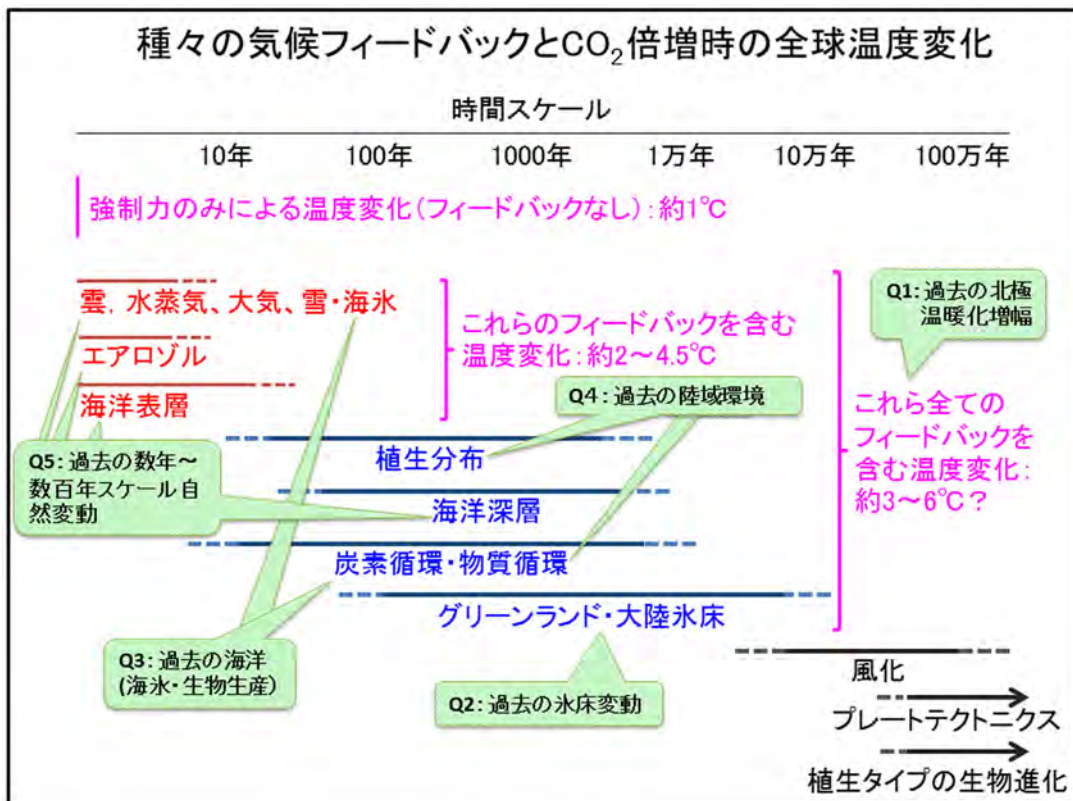 種々の気候フィードバックとCO₂倍増時の全球温度変化
時間スケール
10年 100年 1000年 1万年 10万年 100万年
強制力のみによる温度変化(フィードバックなし):約1℃
雲, 水蒸気、大気、雪・海氷
エアロゾル
海洋表層
これらのフィードバックを含む
温度変化:約2~4.5℃
Q1:過去の北極
温暖化増幅
Q4:過去の陸域環境
これら全ての
フィードバックを
含む温度変化:
約3~6℃?
Q5:過去の数年~
数百年スケール自
然変動
植生分布
海洋深層
炭素循環・物質循環
グリーンランド・大陸氷床
Q3:過去の海洋
(海氷・生物生産)
Q2:過去の氷床変動
風化
プレートテクトニクス
植生タイプの生物進化